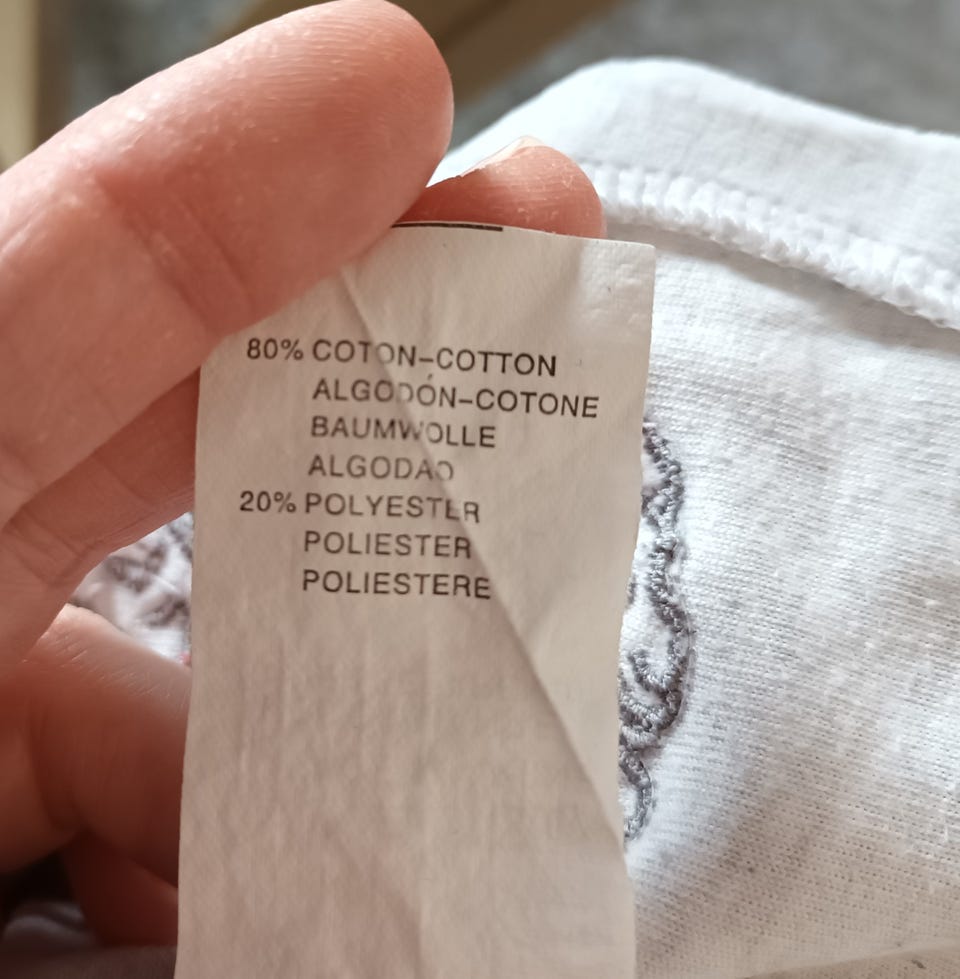 80% COTON-COTTON
ALGODÓN-COTONE
BAUMWOLLE
ALGODAO
20% POLYESTER
POLIESTER
POLIESTERE